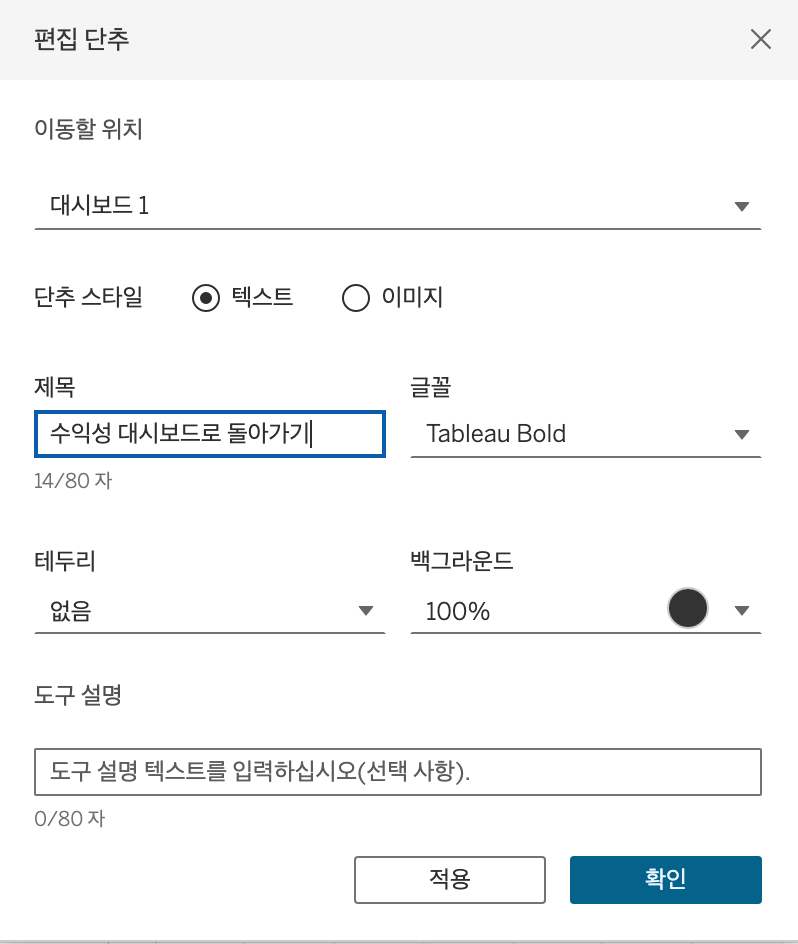 편집 단추
이동할 위치
대시보드 1
단추 스타일 텍스트 이미지
제목 글꼴
수익성 대시보드로 돌아가기 Tableau Bold
14/80 자
테두리 백그라운드
없음 100%
도구 설명
도구 설명 텍스트를 입력하십시오(선택 사항).
0/80 자
적용 확인